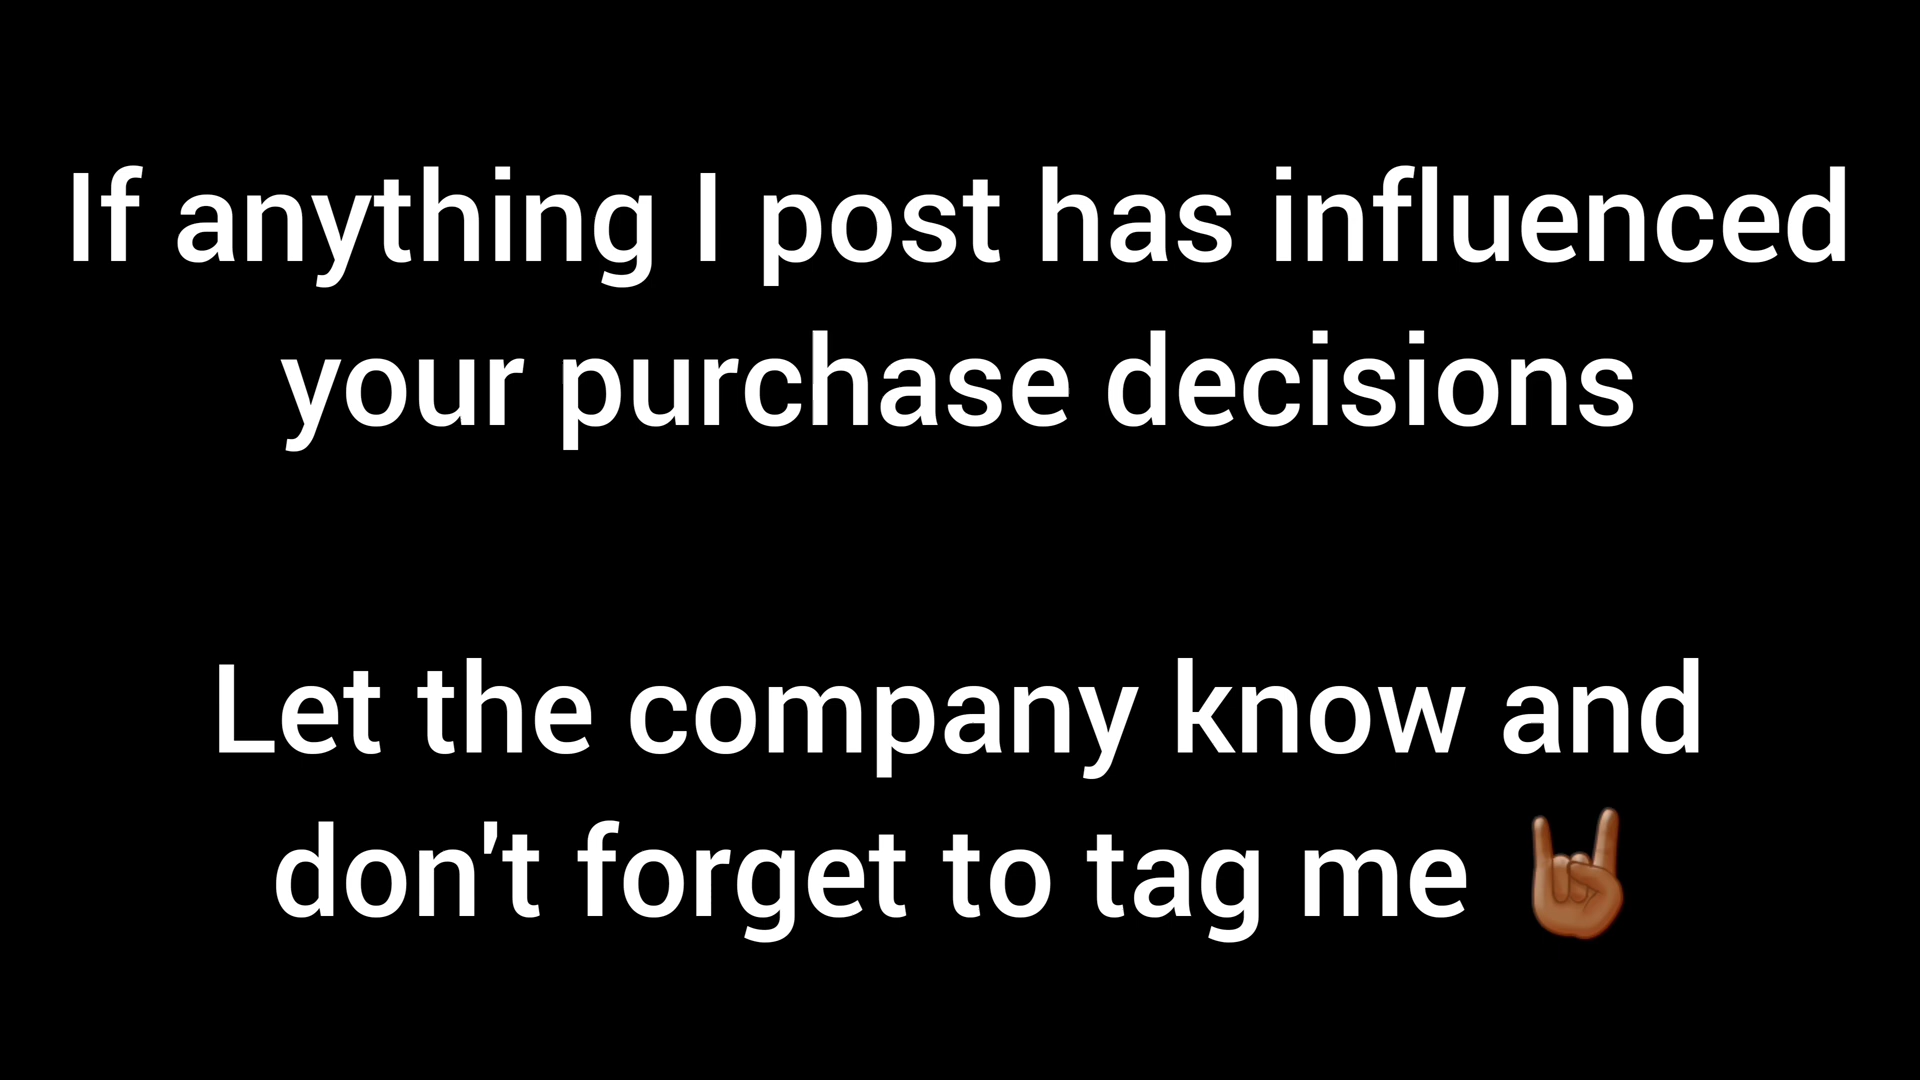 If anything I post has influenced
your purchase decisions
Let the company know and
don't forget to tag me 🤘🏾